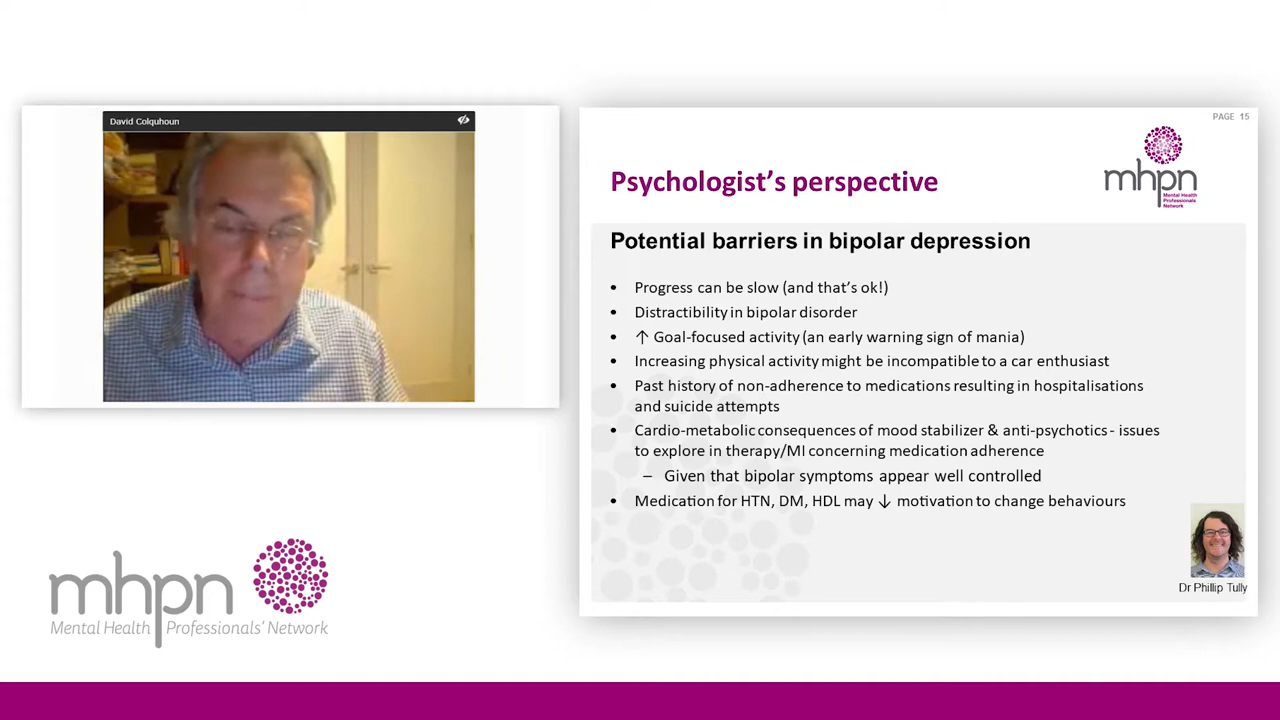 David Colquhoun
mhpn
Mental Health Professionals' Network
PAGE 15
mhpn
Mental Health
Professionals
Network
Psychologist's perspective
Potential barriers in bipolar depression
• Progress can be slow (and that's ok!)
• Distractibility in bipolar disorder
• ↑ Goal-focused activity (an early warning sign of mania)
• Increasing physical activity might be incompatible to a car enthusiast
• Past history of non-adherence to medications resulting in hospitalisations
and suicide attempts
• Cardio-metabolic consequences of mood stabilizer & anti-psychotics - issues
to explore in therapy/MI concerning medication adherence
– Given that bipolar symptoms appear well controlled
• Medication for HTN, DM, HDL may ↓ motivation to change behaviours
Dr Phillip Tully